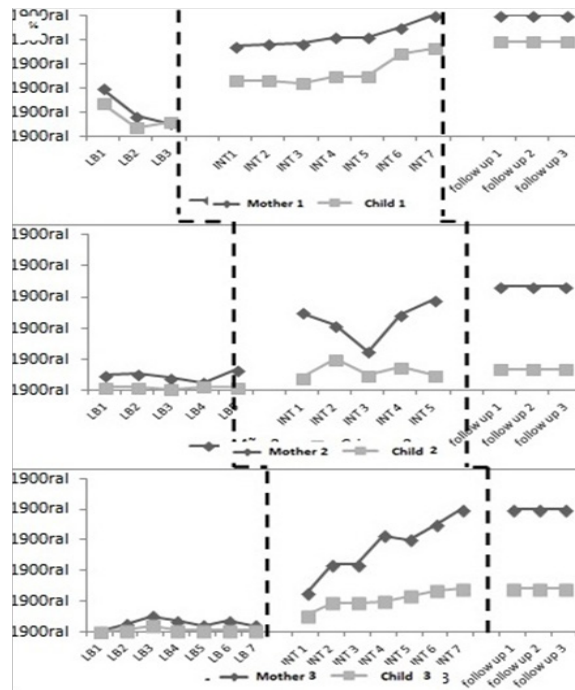 1900ral
%
1900ral
1900ral
1900ral
1900ral
1900ral
LB1 LB2 LB3 INT 1 INT 2 INT 3 INT 4 INT 5 INT 6 INT 7 follow up 1 follow up 2 follow up 3
Mother 1 Child 1
1900ral
1900ral
1900ral
1900ral
1900ral
1900ral
LB1 LB2 LB3 LB4 INT 1 INT 2 INT 3 INT 4 INT 5 follow up 1 follow up 2 follow up 3
Mother 2 Child 2
1900ral
1900ral
1900ral
1900ral
1900ral
1900ral
LB1 LB2 LB3 LB4 LB5 LB 6 LB 7 INT 1 INT 2 INT 3 INT 4 INT 5 INT 6 INT 7 follow up 1 follow up 2 follow up 3
Mother 3 Child 3